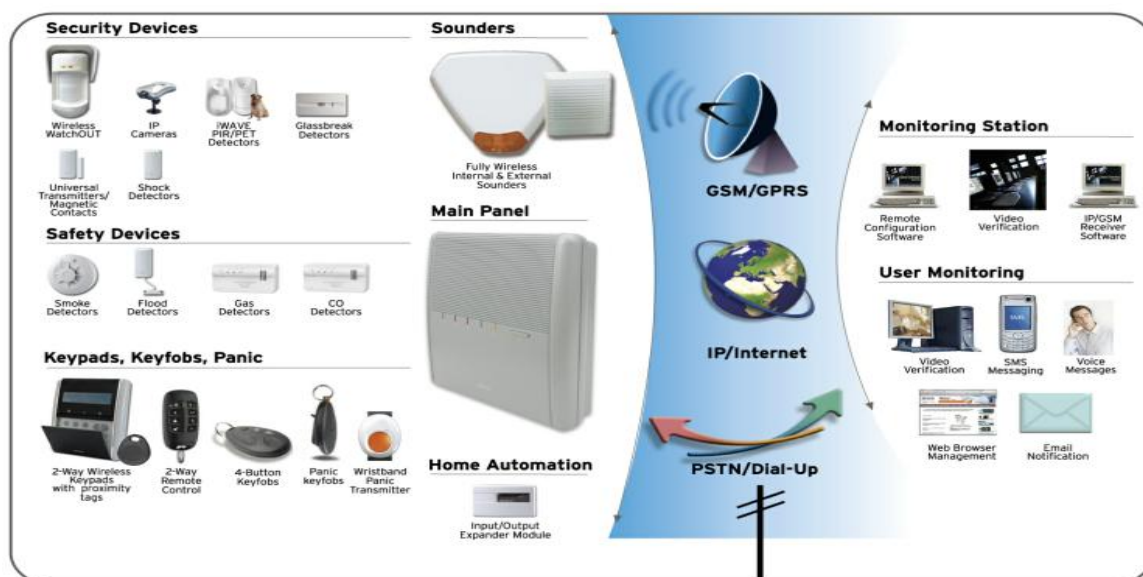 Security Devices
Wireless
WatchOUT
IP
Cameras
iWAVE
PIR/PET
Detectors
Glassbreak
Detectors
Universal
Transmitters/
Magnetic
Contacts
Shock
Detectors
Safety Devices
Smoke
Detectors
Flood
Detectors
Gas
Detectors
CO
Detectors
Keypads, Keyfobs, Panic
2-Way Wireless
Keypads
with proximity
tags
2-Way
Remote
Control
4-Button
Keyfobs
Panic
keyfobs
Wristband
Panic
Transmitter
Sounders
Fully Wireless
Internal & External
Sounders
Main Panel
Home Automation
Input/Output
Expander Module
GSM/GPRS
IP/Internet
PSTN/Dial-Up
Monitoring Station
Remote
Configuration
Software
Video
Verification
IP/GSM
Receiver
Software
User Monitoring
Video
Verification
SMS
SMS
Messaging
Voice
Messages
Web Browser
Management
Email
Notification